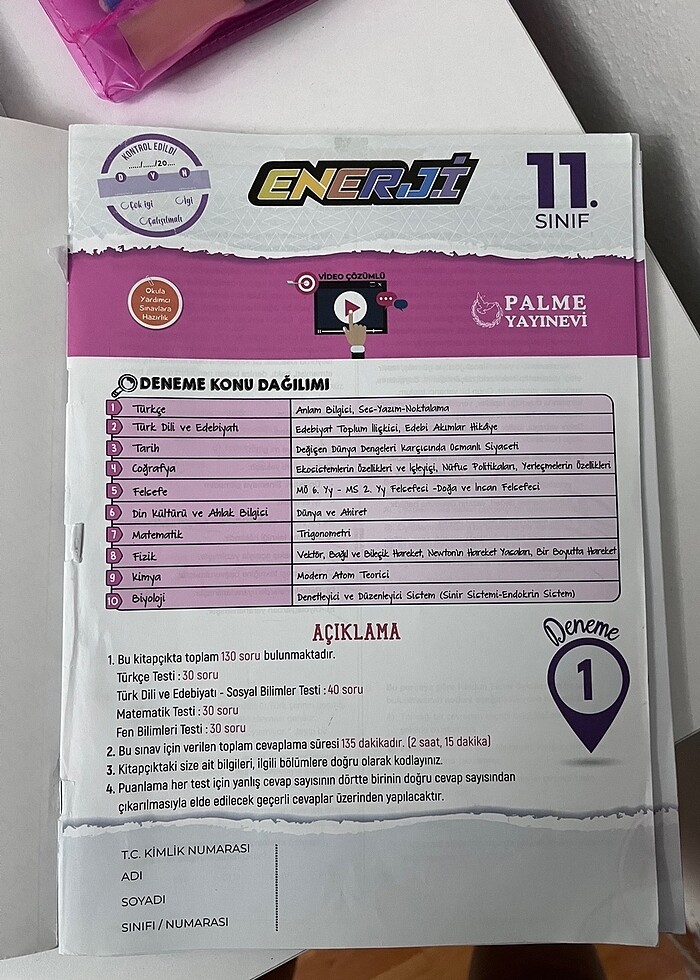 KONTROL EDİLDİ
....../....../20....
D Y N
Çok iyi
İyi
Çalışılmalı
ENERJİ
11.
SINIF
Okula
Yardımcı
Sınavlara
Hazırlık
VİDEO ÇÖZÜMLÜ
PALME
YAYINEVİ
DENEME KONU DAĞILIMI
1 Türkçe Anlam Bilgisi, Ses-Yazım-Noktalama
2 Türk Dili ve Edebiyatı Edebiyat Toplum İlişkisi, Edebi Akımlar Hikâye
3 Tarih Değişen Dünya Dengeleri Karşısında Osmanlı Siyaseti
4 Coğrafya Ekosistemlerin Özellikleri ve İşleyişi, Nüfus Politikaları, Yerleşmelerin Özellikleri
5 Felsefe MÖ 6. Yy - MS 2. Yy Felsefesi -Doğa ve İnsan Felsefesi
6 Din Kültürü ve Ahlak Bilgisi Dünya ve Ahiret
7 Matematik Trigonometri
8 Fizik Vektör, Bağıl ve Bileşik Hareket, Newton'ın Hareket Yasaları, Bir Boyutta Hareket
9 Kimya Modern Atom Teorisi
10 Biyoloji Denetleyici ve Düzenleyici Sistem (Sinir Sistemi-Endokrin Sistem)
AÇIKLAMA
1. Bu kitapçıkta toplam 130 soru bulunmaktadır.
Türkçe Testi : 30 soru
Türk Dili ve Edebiyatı - Sosyal Bilimler Testi : 40 soru
Matematik Testi : 30 soru
Fen Bilimleri Testi : 30 soru
2. Bu sınav için verilen toplam cevaplama süresi 135 dakikadır. (2 saat, 15 dakika)
3. Kitapçıktaki size ait bilgileri, ilgili bölümlere doğru olarak kodlayınız.
4. Puanlama her test için yanlış cevap sayısının dörtte birinin doğru cevap sayısından
çıkarılmasıyla elde edilecek geçerli cevaplar üzerinden yapılacaktır.
Deneme
1
T.C. KİMLİK NUMARASI
ADI
SOYADI
SINIFI / NUMARASI